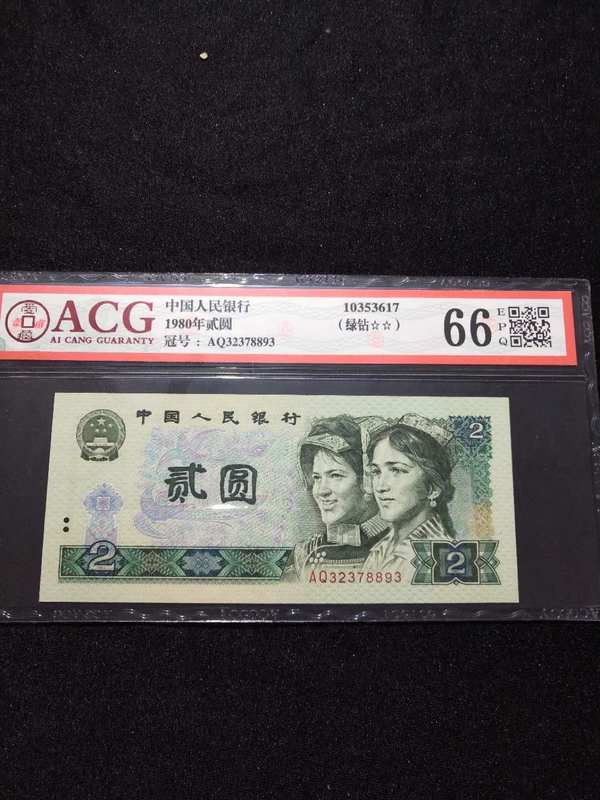 ACG
AI CANG GUARANTY
中国人民银行
1980年贰圆
冠号：AQ32378893
10353617
（绿钻☆☆）
66
EPQ
中国人民银行
贰圆
2
2
2
AQ32378893